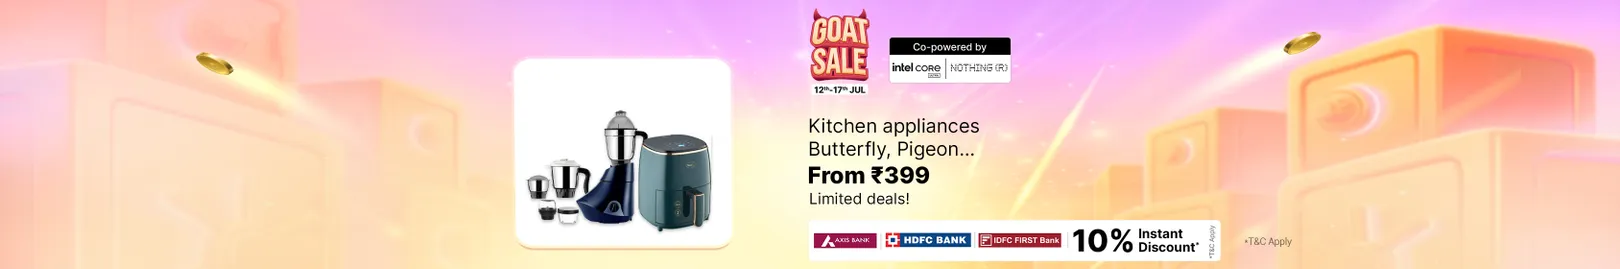 GOAT
SALE
12th-17th JUL
Co-powered by
intel CORE
ULTRA
NOTHING (R)
Kitchen appliances
Butterfly, Pigeon...
From ₹399
Limited deals!
AXIS BANK
HDFC BANK
IDFC FIRST Bank
10% Instant
Discount*
*T&C Apply
*T&C Apply